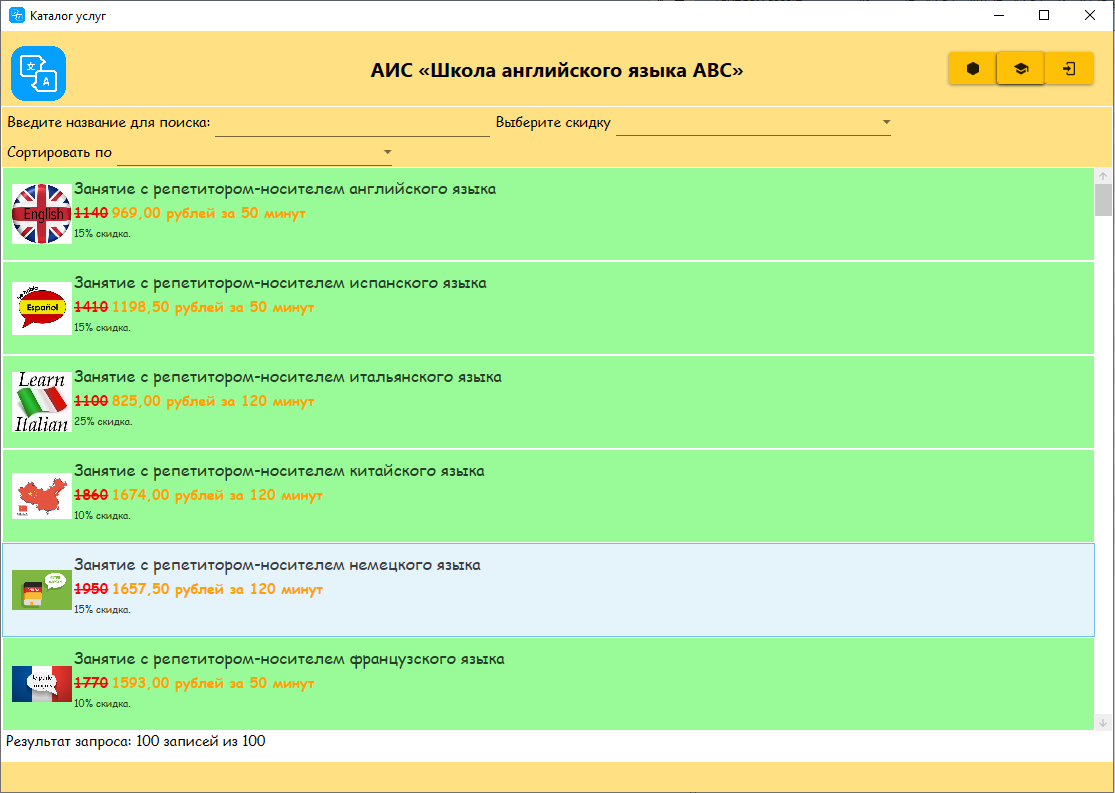 Каталог услуг
АИС «Школа английского языка АВС»
Введите название для поиска: Выберите скидку
Сортировать по
English
Занятие с репетитором-носителем английского языка
1140 969,00 рублей за 50 минут
15% скидка.
Español
Занятие с репетитором-носителем испанского языка
1410 1198,50 рублей за 50 минут
15% скидка.
Learn
Italian
Занятие с репетитором-носителем итальянского языка
1100 825,00 рублей за 120 минут
25% скидка.
Занятие с репетитором-носителем китайского языка
1860 1674,00 рублей за 120 минут
10% скидка.
Занятие с репетитором-носителем немецкого языка
1950 1657,50 рублей за 120 минут
15% скидка.
Занятие с репетитором-носителем французского языка
1770 1593,00 рублей за 50 минут
10% скидка.
Результат запроса: 100 записей из 100